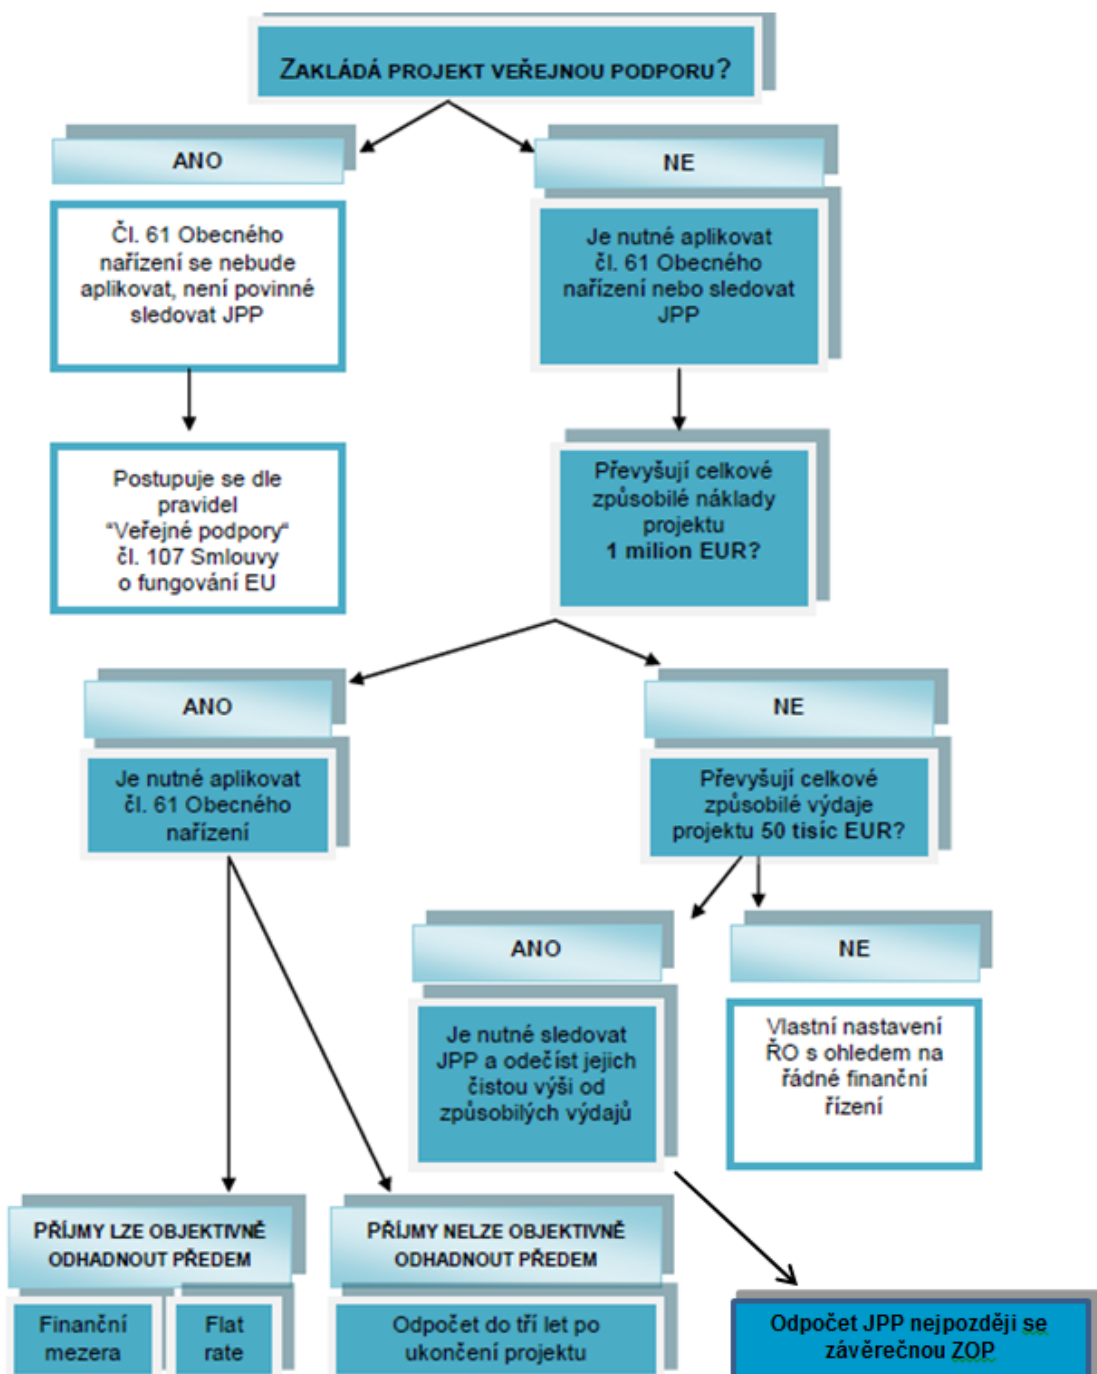 ZAKLÁDÁ PROJEKT VEŘEJNOU PODPORU?
ANO
NE
Čl. 61 Obecného
nařízení se nebude
aplikovat, není povinné
sledovat JPP
Je nutné aplikovat
čl. 61 Obecného
nařízení nebo sledovat
JPP
Postupuje se dle
pravidel
“Veřejné podpory“
čl. 107 Smlouvy
o fungování EU
Převyšují celkové
způsobilé náklady
projektu
1 milion EUR?
ANO
NE
Je nutné aplikovat
čl. 61 Obecného
nařízení
Převyšují celkové
způsobilé výdaje
projektu 50 tisíc EUR?
ANO
NE
Je nutné sledovat
JPP a odečíst jejich
čistou výši od
způsobilých výdajů
Vlastní nastavení
ŘO s ohledem na
řádné finanční
řízení
PŘÍJMY LZE OBJEKTIVNĚ
ODHADNOUT PŘEDEM
PŘÍJMY NELZE OBJEKTIVNĚ
ODHADNOUT PŘEDEM
Finanční
mezera
Flat
rate
Odpočet do tří let po
ukončení projektu
Odpočet JPP nejpozději se
závěrečnou ZOP